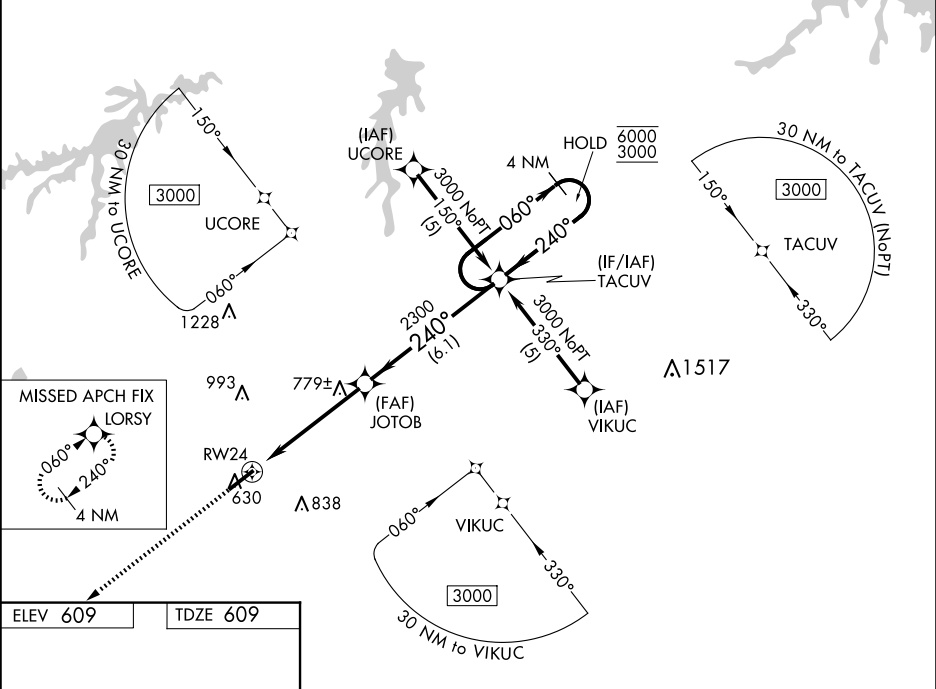 150°
30 NM to UCORE
3000
UCORE
060°
1228
(IAF)
UCORE
3000 NoPT
150°
(5)
4 NM
HOLD
6000
3000
060°
240°
(IF/IAF)
TACUV
30 NM to TACUV (NoPT)
150°
3000
TACUV
330°
2300
240°
(6.1)
3000 NoPT
330°
(5)
(IAF)
VIKUC
1517
993
779±
(FAF)
JOTOB
MISSED APCH FIX
LORSY
060°
240°
4 NM
RW24
630
838
060°
VIKUC
330°
3000
30 NM to VIKUC
ELEV 609
TDZE 609